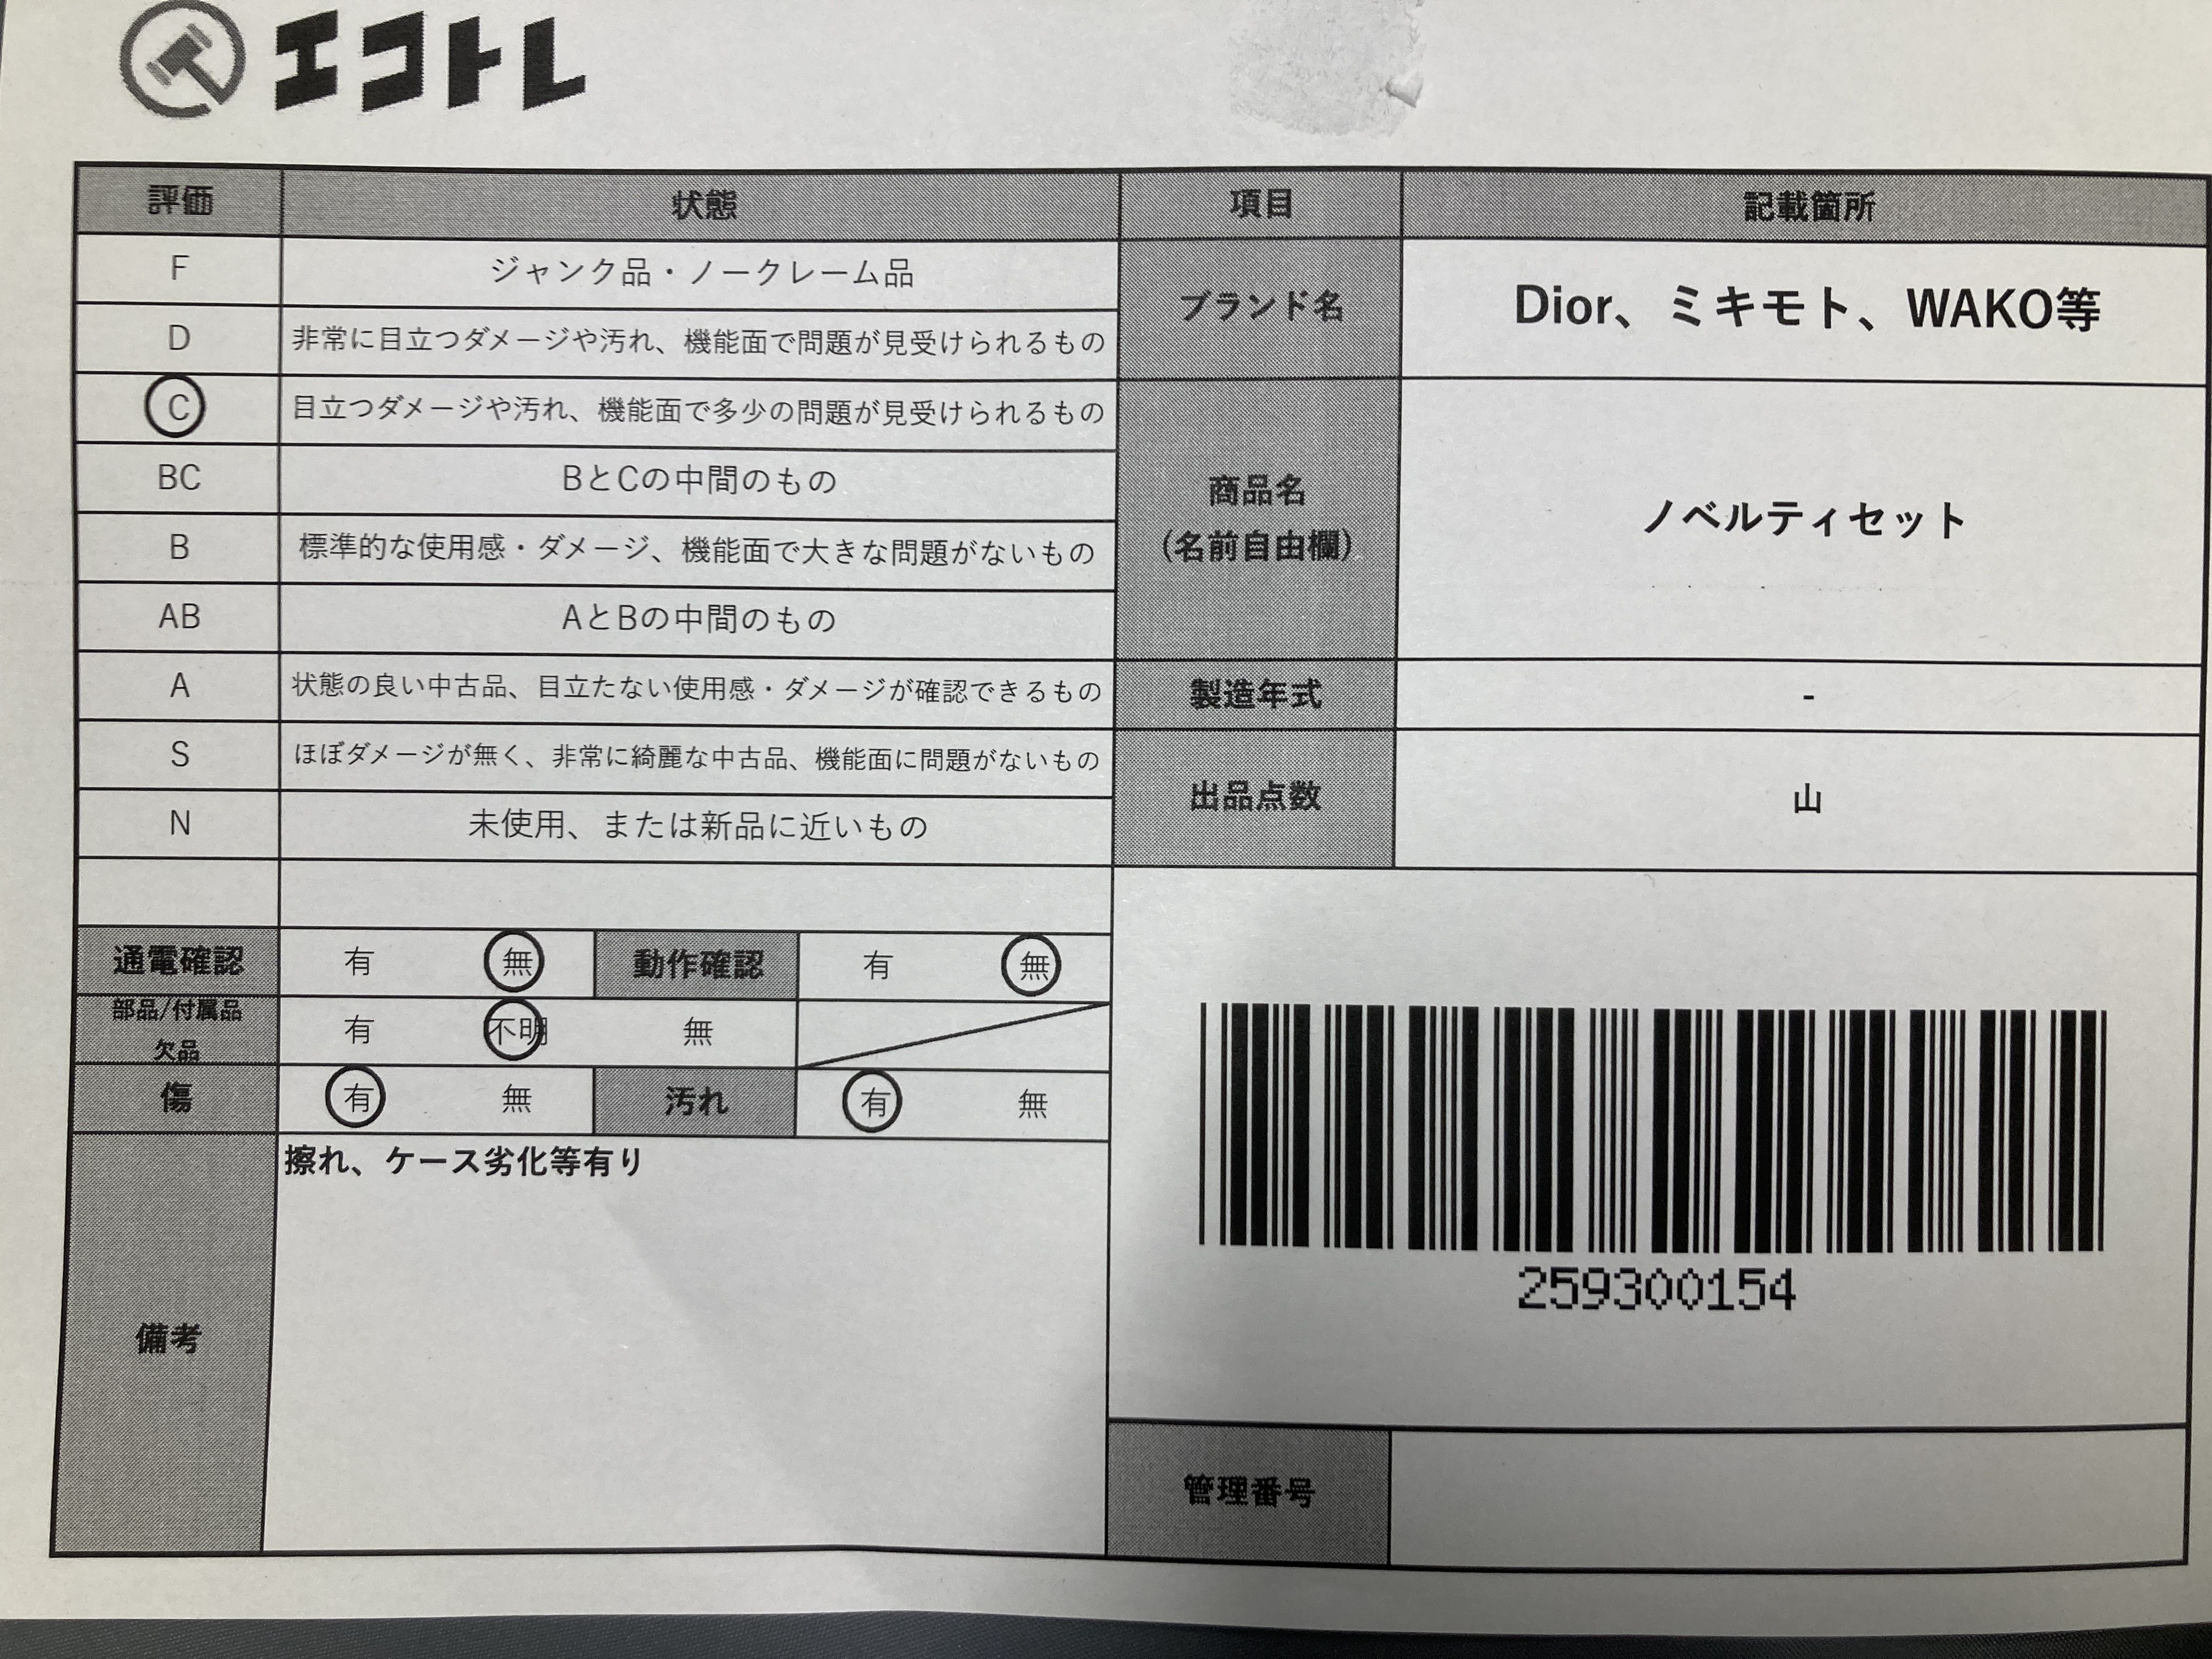 エコトレ
評価 状態 項目 記載箇所
F ジャンク品・ノークレーム品
D 非常に目立つダメージや汚れ、機能面で問題が見受けられるもの
C 目立つダメージや汚れ、機能面で多少の問題が見受けられるもの
BC BとCの中間のもの
B 標準的な使用感・ダメージ、機能面で大きな問題がないもの
AB AとBの中間のもの
A 状態の良い中古品、目立たない使用感・ダメージが確認できるもの
S ほぼダメージが無く、非常に綺麗な中古品、機能面に問題がないもの
N 未使用、または新品に近いもの
ブランド名 Dior、ミキモト、WAKO等
商品名
（名前自由欄）
ノベルティセット
製造年式 -
出品点数 山
通電確認 有 無 動作確認 有 無
部品/付属品
欠品
有 不明 無
傷 有 無 汚れ 有 無
備考
擦れ、ケース劣化等有り
259300154
管理番号